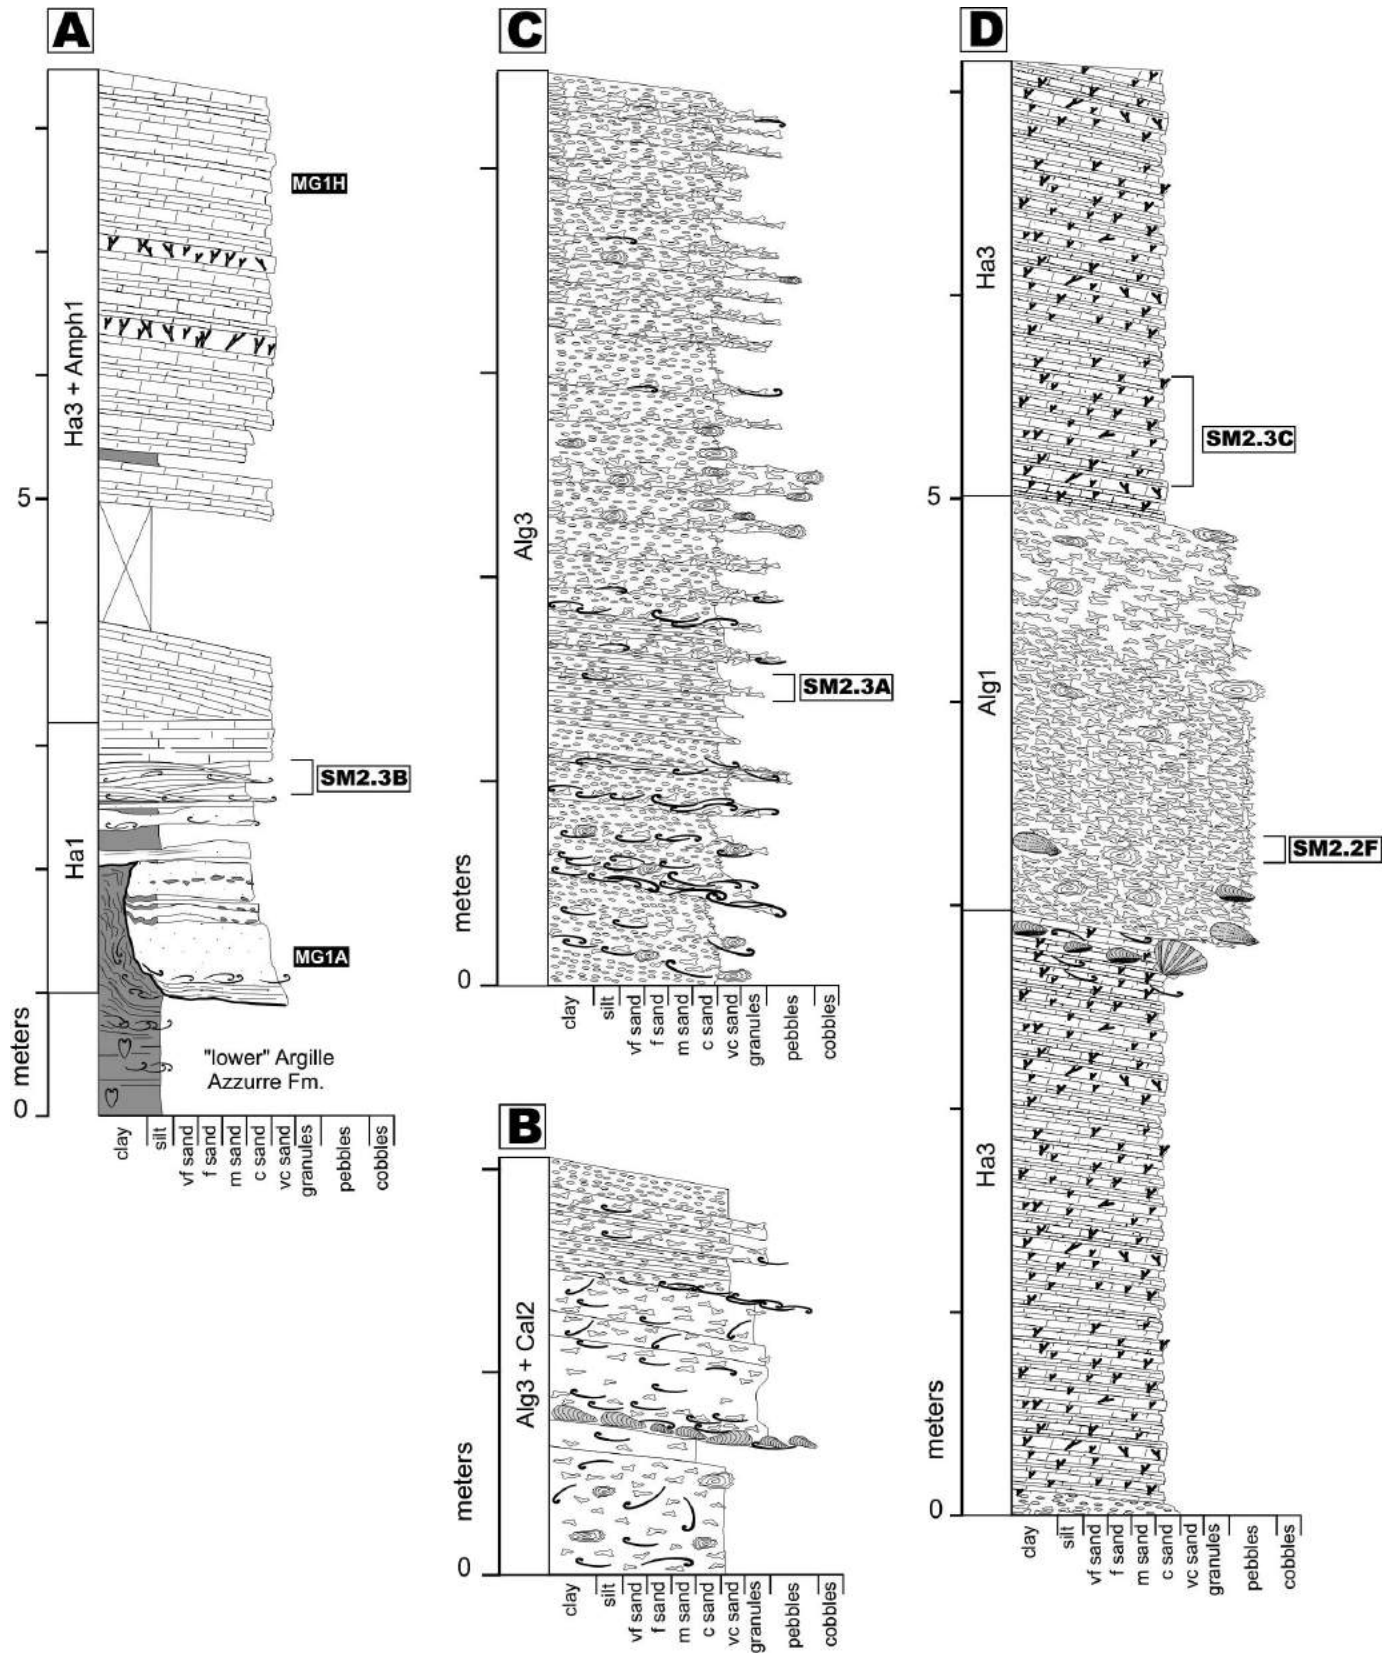 A
Ha3 + Amph1
Ha1
MG1H
SM2.3B
MG1A
"lower" Argille
Azzurre Fm.
5
0
meters
clay
silt
vf sand
f sand
m sand
c sand
vc sand
granules
pebbles
cobbles
C
Alg3
SM2.3A
meters
0
clay
silt
vf sand
f sand
m sand
c sand
vc sand
granules
pebbles
cobbles
B
Alg3 + Cal2
meters
0
clay
silt
vf sand
f sand
m sand
c sand
vc sand
granules
pebbles
cobbles
D
Ha3
SM2.3C
5
Alg1
SM2.2F
Ha3
meters
0
clay
silt
vf sand
f sand
m sand
c sand
vc sand
granules
pebbles
cobbles